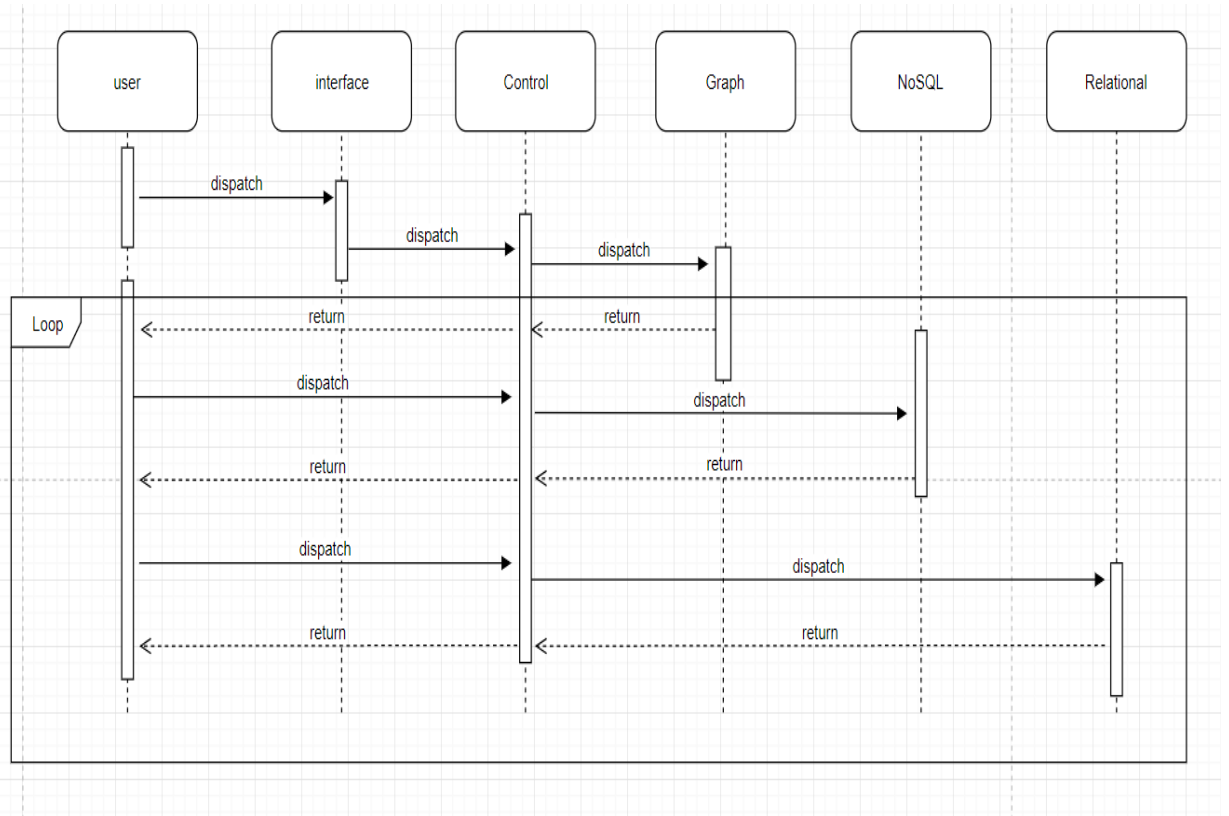 user
interface
Control
Graph
NoSQL
Relational
dispatch
dispatch
dispatch
Loop
return
return
dispatch
dispatch
return
return
dispatch
dispatch
return
return